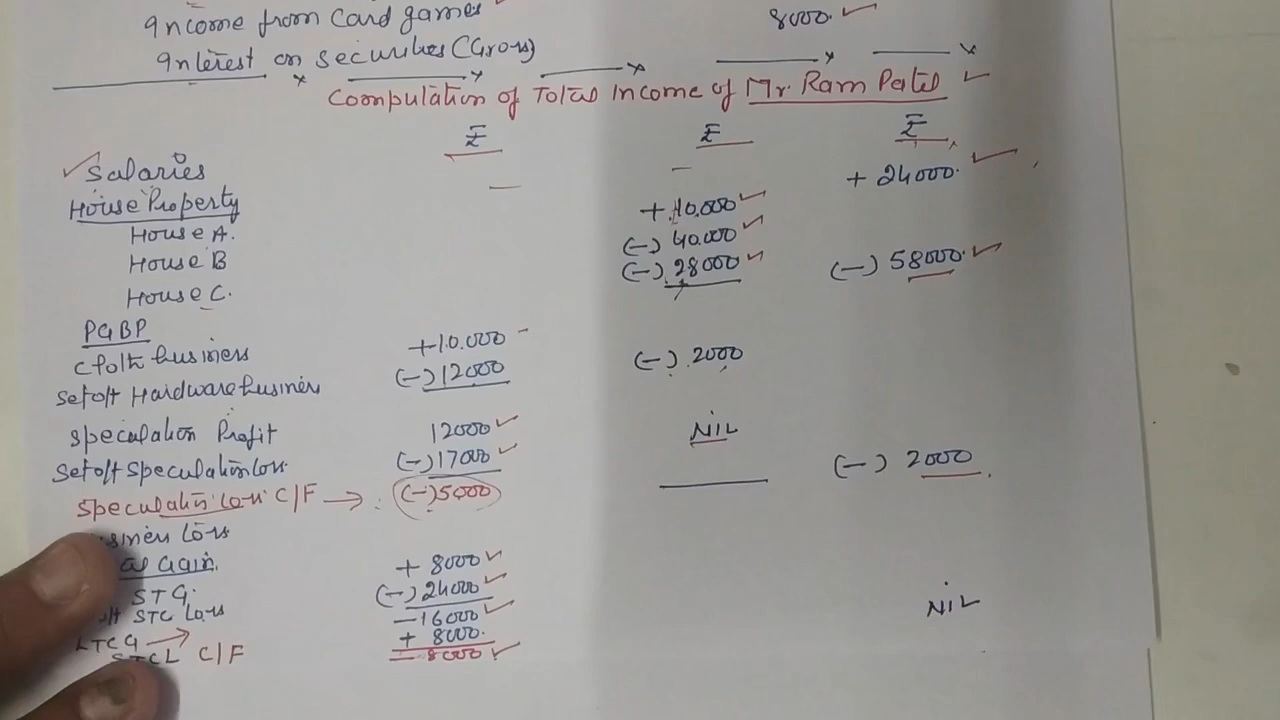 Income from Card games 8000
Interest on Securities (Gross)
Computation of Total Income of Mr. Ram Patel
₹ ₹ ₹
Salaries — — + 24000
House Property
House A. + 10,000
House B (-) 40,000
House C. (-) 28000 (-) 58000
PGBP
Cloth business +10,000
Setoff Hardware business (-) 12000 (-) 2000
Speculation Profit 12000
Setoff Speculation Loss (-) 17000 NIL
Speculation Loss C/F → (-) 5000
siness Loss (-) 2000
al Gain
STG. + 8000
STC Loss (-) 24000
-16000
LTCG → + 8000 NIL
STCL C/F - 8000